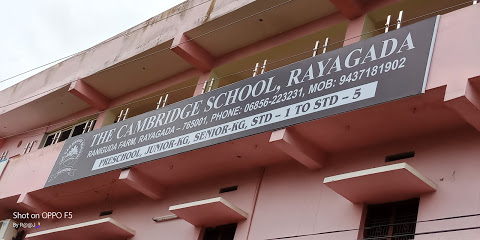 THE CAMBRIDGE SCHOOL, RAYAGADA
RANIGUDA FARM, RAYAGADA - 765001, PHONE: 06856-223231, MOB: 9437181902
PRESCHOOL, JUNIOR-KG, SENIOR-KG, STD - 1 TO STD - 5
Shot on OPPO F5